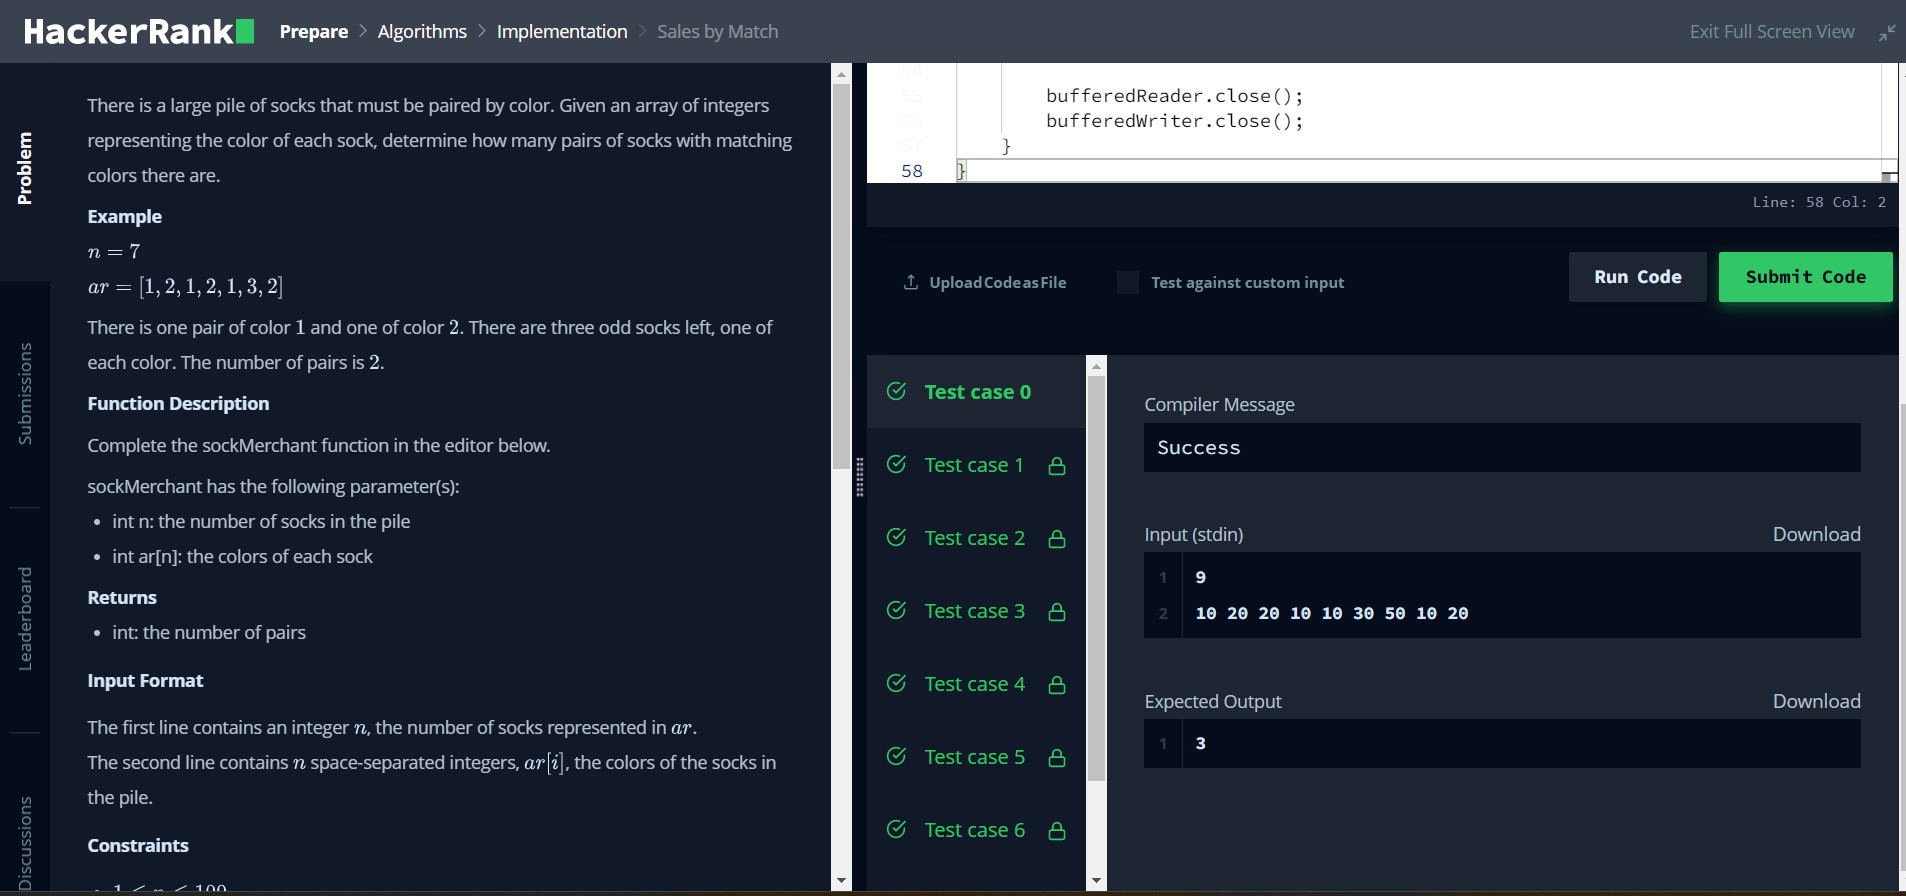 HackerRank
Prepare > Algorithms > Implementation > Sales by Match
Exit Full Screen View
Problem
Submissions
Leaderboard
Discussions
There is a large pile of socks that must be paired by color. Given an array of integers
representing the color of each sock, determine how many pairs of socks with matching
colors there are.
Example
n = 7
ar = [1, 2, 1, 2, 1, 3, 2]
There is one pair of color 1 and one of color 2. There are three odd socks left, one of
each color. The number of pairs is 2.
Function Description
Complete the sockMerchant function in the editor below.
sockMerchant has the following parameter(s):
• int n: the number of socks in the pile
• int ar[n]: the colors of each sock
Returns
• int: the number of pairs
Input Format
The first line contains an integer n, the number of socks represented in ar.
The second line contains n space-separated integers, ar[i], the colors of the socks in
the pile.
Constraints
• 1 ≤ n ≤ 100
54
55 bufferedReader.close();
56 bufferedWriter.close();
57 }
58 }
Line: 58 Col: 2
Upload Code as File
Test against custom input
Run Code
Submit Code
Test case 0
Test case 1
Test case 2
Test case 3
Test case 4
Test case 5
Test case 6
Compiler Message
Success
Input (stdin)
Download
1 9
2 10 20 20 10 10 30 50 10 20
Expected Output
Download
1 3